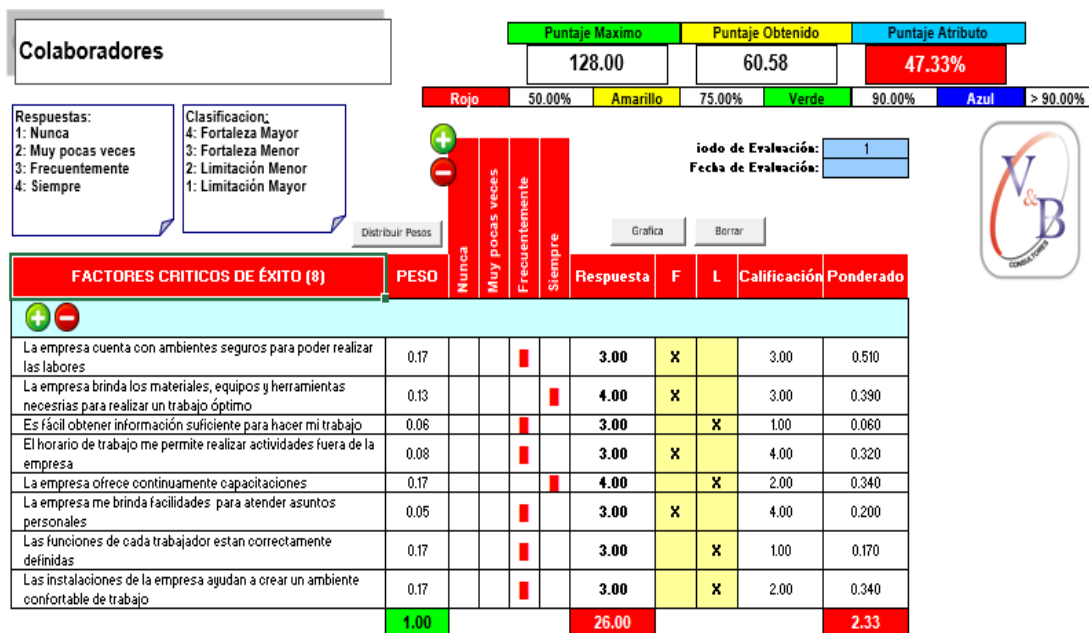 Colaboradores
Puntaje Maximo Puntaje Obtenido Puntaje Atributo
128.00 60.58 47.33%
Rojo 50.00% Amarillo 75.00% Verde 90.00% Azul > 90.00%
Respuestas:
1: Nunca
2: Muy pocas veces
3: Frecuentemente
4: Siempre
Clasificacion:
4: Fortaleza Mayor
3: Fortaleza Menor
2: Limitación Menor
1: Limitación Mayor
iodo de Evaluación: 1
Fecha de Evaluación:
V&B
CONSULTORES
Distribuir Pesos
Grafica
Borrar
FACTORES CRITICOS DE ÉXITO (8) PESO Nunca Muy pocas veces Frecuentemente Siempre Respuesta F L Calificación Ponderado
La empresa cuenta con ambientes seguros para poder realizar
las labores 0.17 3.00 X 3.00 0.510
La empresa brinda los materiales, equipos y herramientas
necesrias para realizar un trabajo óptimo 0.13 4.00 X 3.00 0.390
Es fácil obtener información suficiente para hacer mi trabajo 0.06 3.00 X 1.00 0.060
El horario de trabajo me permite realizar actividades fuera de la
empresa 0.08 3.00 X 4.00 0.320
La empresa ofrece continuamente capacitaciones 0.17 4.00 X 2.00 0.340
La empresa me brinda facilidades para atender asuntos
personales 0.05 3.00 X 4.00 0.200
Las funciones de cada trabajador estan correctamente
definidas 0.17 3.00 X 1.00 0.170
Las instalaciones de la empresa ayudan a crear un ambiente
confortable de trabajo 0.17 3.00 X 2.00 0.340
1.00 26.00 2.33